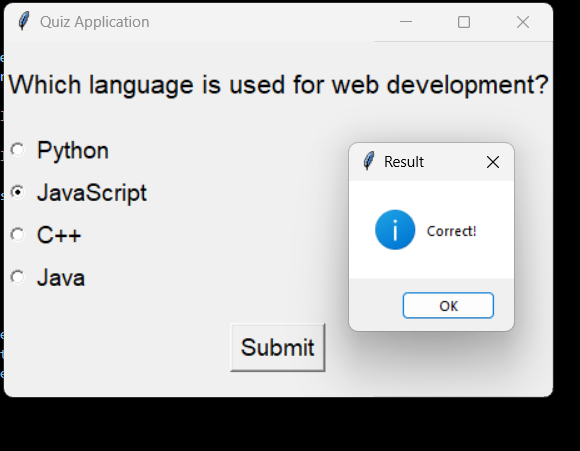 Quiz Application
Which language is used for web development?
Python
JavaScript
C++
Java
Submit
Result
Correct!
OK